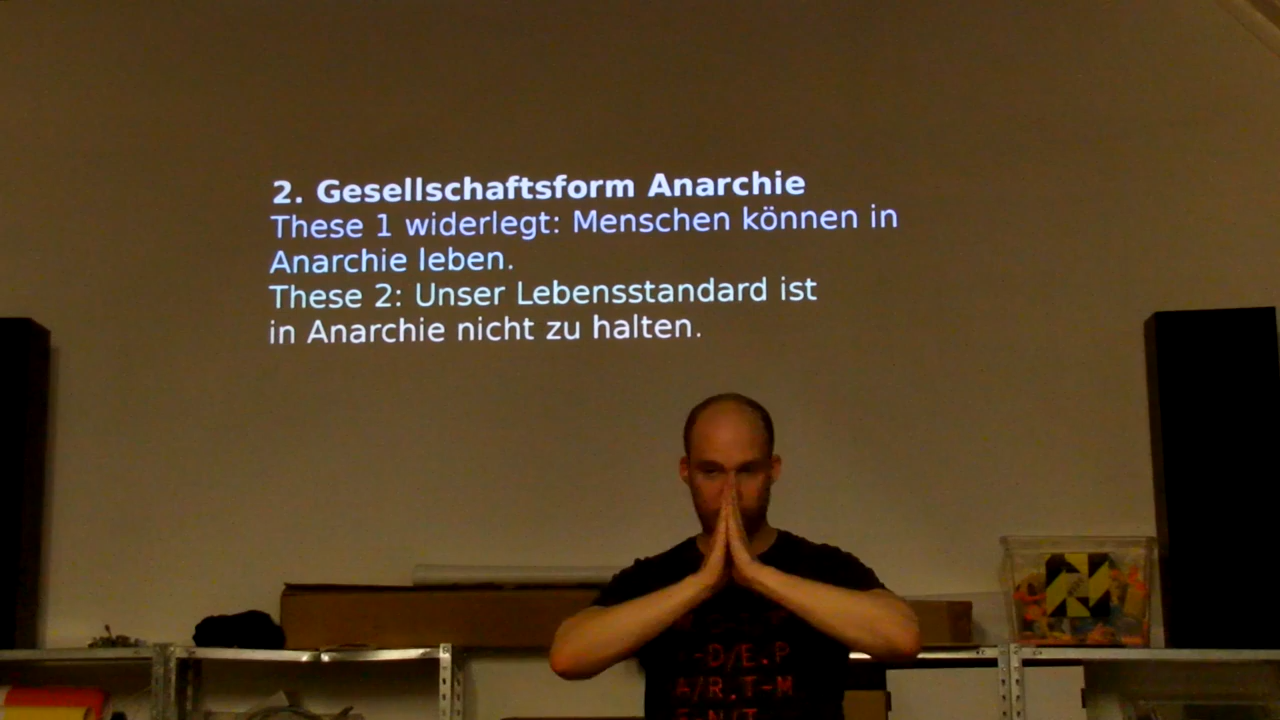 2. Gesellschaftsform Anarchie
These 1 widerlegt: Menschen können in
Anarchie leben.
These 2: Unser Lebensstandard ist
in Anarchie nicht zu halten.
-D/E.P
A/R.T-M
E-N/T